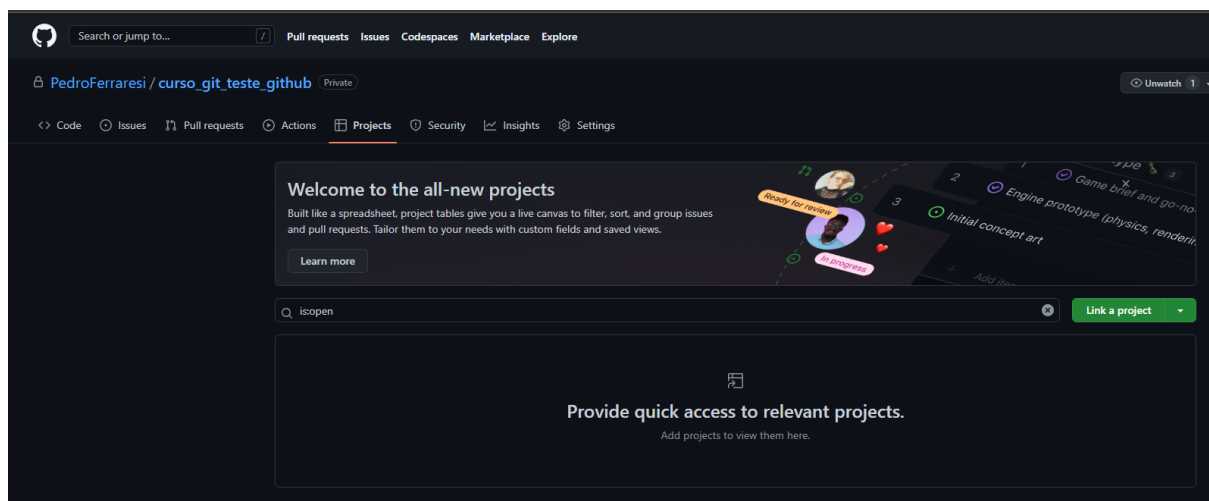 Search or jump to... /
Pull requests Issues Codespaces Marketplace Explore
PedroFerraresi / curso_git_teste_github Private
Unwatch 1
<> Code Issues Pull requests Actions Projects Security Insights Settings
Welcome to the all-new projects
Built like a spreadsheet, project tables give you a live canvas to filter, sort, and group issues
and pull requests. Tailor them to your needs with custom fields and saved views.
Learn more
Ready for review
In progress
1
2 Engine prototype (physics, renderin
3 Initial concept art
Game brief and go-no
3
+ Add item
is:open
Link a project
Provide quick access to relevant projects.
Add projects to view them here.